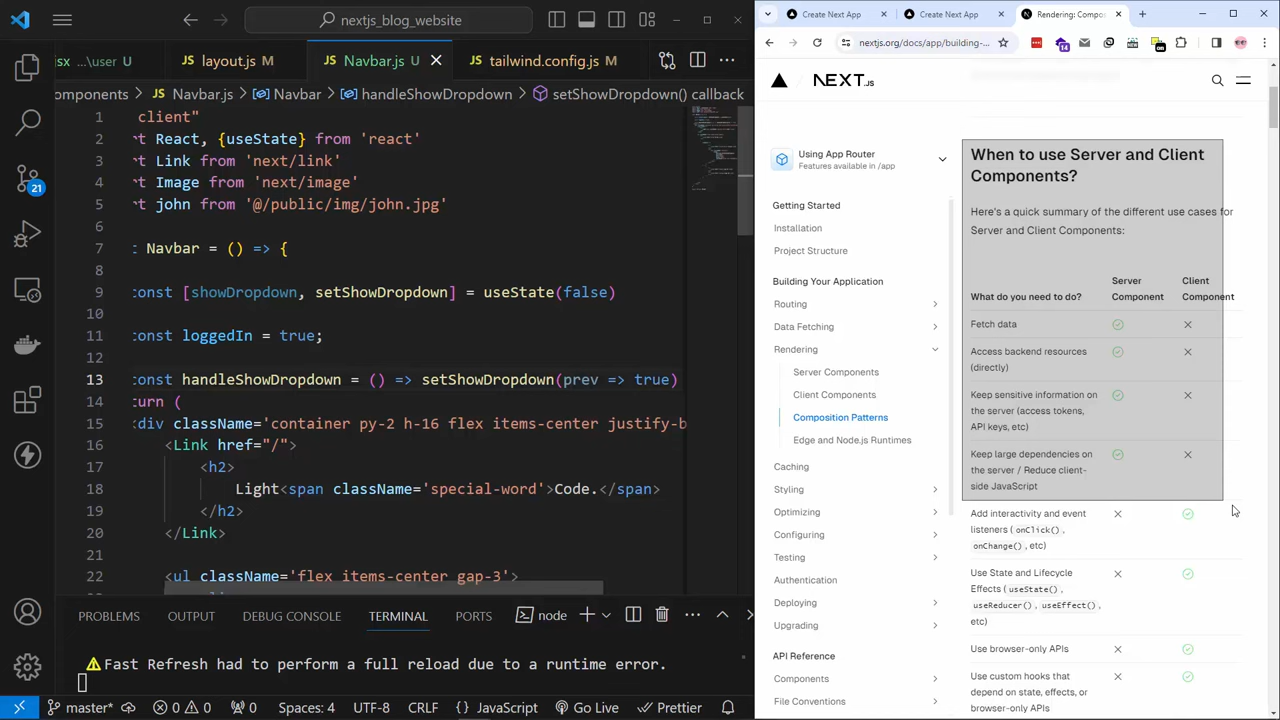 nextjs_blog_website
sx ...\user U
JS layout.js U
JS Navbar.js U
tailwind.config.js U
JS Navbar.js > Navbar > handleShowDropdown > setShowDropdown() callback
1 client"
2 t React, {useState} from 'react'
3 t Link from 'next/link'
4 t Image from 'next/image'
5 t john from '@/public/img/john.jpg'
6
7 t Navbar = () => {
8
9 const [showDropdown, setShowDropdown] = useState(false)
10
11 const loggedIn = true;
12
13 const handleShowDropdown = () => setShowDropdown(prev => true)
14 turn (
15 <div className='container py-2 h-16 flex items-center justify-b
16 <Link href="/">
17 <h2>
18 Light<span className='special-word'>Code.</span>
19 </h2>
20 </Link>
21
22 <ul className='flex items-center gap-3'>
PROBLEMS OUTPUT DEBUG CONSOLE TERMINAL PORTS node
Fast Refresh had to perform a full reload due to a runtime error.
21
master* 0 0 0 Spaces: 4 UTF-8 CRLF JavaScript Go Live Prettier
Create Next App
Create Next App
Rendering: Compo
nextjs.org/docs/app/building-...
14
on
NEXT.JS
Using App Router
Features available in /app
Getting Started
Installation
Project Structure
Building Your Application
Routing
Data Fetching
Rendering
Server Components
Client Components
Composition Patterns
Edge and Node.js Runtimes
Caching
Styling
Optimizing
Configuring
Testing
Authentication
Deploying
Upgrading
API Reference
Components
File Conventions
When to use Server and Client
Components?
Here's a quick summary of the different use cases for
Server and Client Components:
What do you need to do?
Server
Component
Client
Component
Fetch data
Access backend resources
(directly)
Keep sensitive information on
the server (access tokens,
API keys, etc)
Keep large dependencies on
the server / Reduce client-
side JavaScript
Add interactivity and event
listeners (onClick(),
onChange(), etc)
Use State and Lifecycle
Effects (useState(),
useReducer(), useEffect(),
etc)
Use browser-only APIs
Use custom hooks that
depend on state, effects, or
browser-only APIs